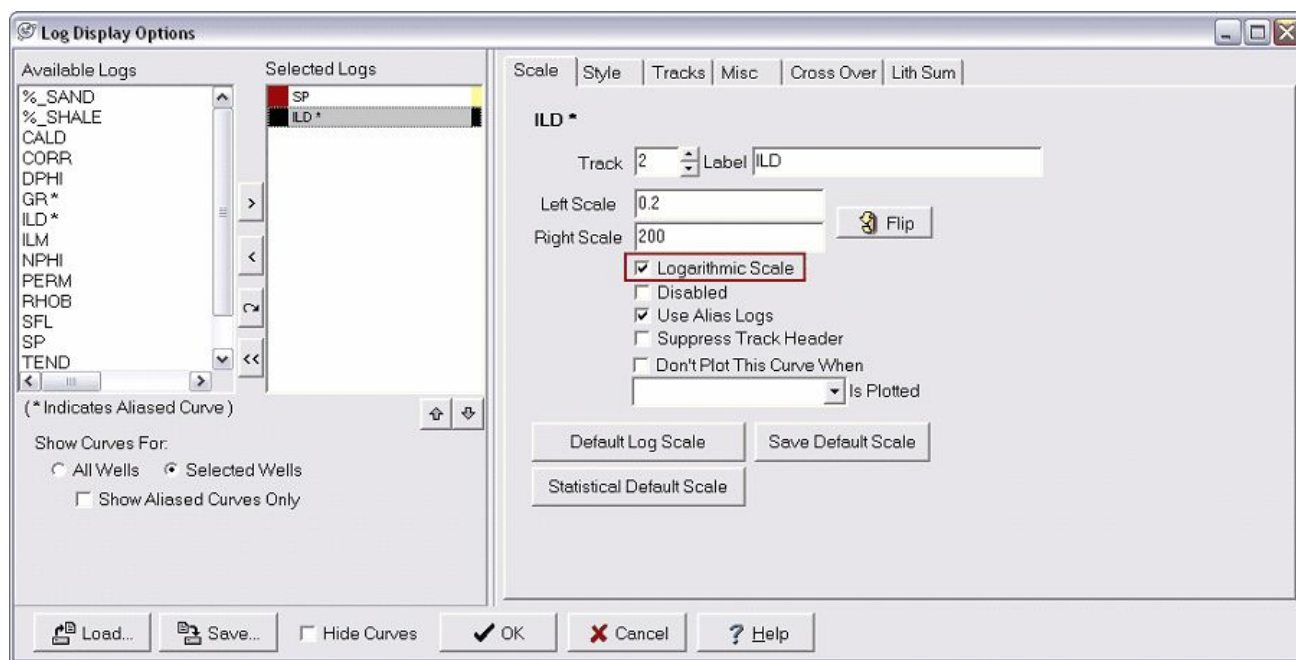 Log Display Options
Available Logs
%_SAND
%_SHALE
CALD
CORR
DPHI
GR *
ILD *
ILM
NPHI
PERM
RHOB
SFL
SP
TEND
(* Indicates Aliased Curve )
Show Curves For:
All Wells
Selected Wells
Show Aliased Curves Only
>
<
<<
Selected Logs
SP
ILD *
Scale
Style
Tracks
Misc
Cross Over
Lith Sum
ILD *
Track 2 Label ILD
Left Scale 0.2
Right Scale 200
Flip
Logarithmic Scale
Disabled
Use Alias Logs
Suppress Track Header
Don't Plot This Curve When
Is Plotted
Default Log Scale
Save Default Scale
Statistical Default Scale
Load...
Save...
Hide Curves
OK
Cancel
? Help